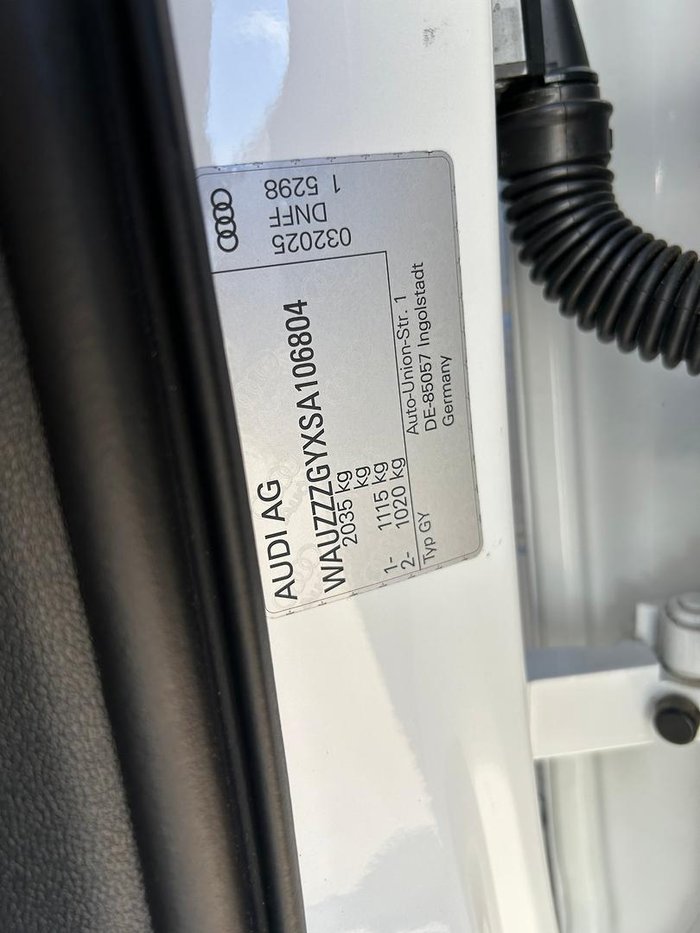 AUDI AG
WAUZZZGYXSA106804
2035 kg
kg
1- 1115 kg
2- 1020 kg
Typ GY
Auto-Union-Str. 1
DE-85057 Ingolstadt
Germany
032025
DNFF
1 5298